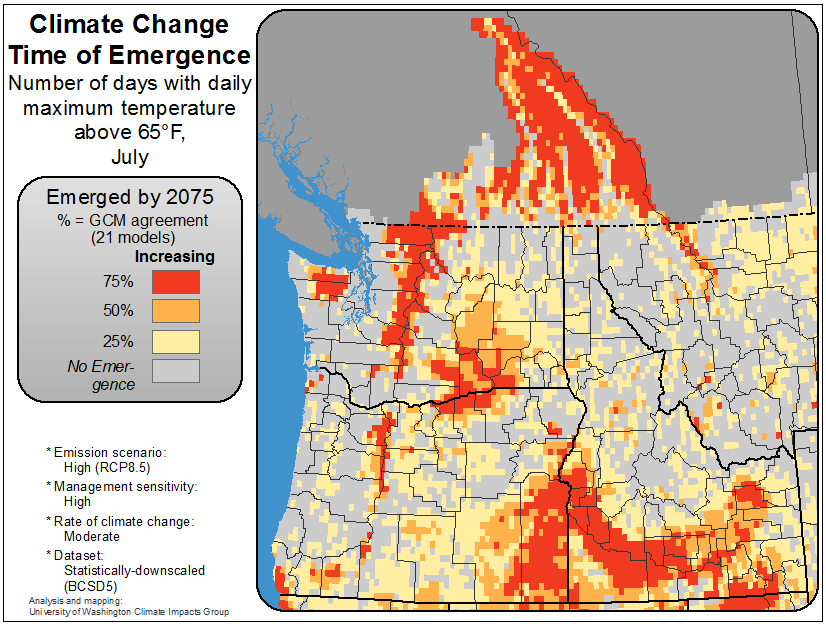 Climate Change
Time of Emergence
Number of days with daily
maximum temperature
above 65°F,
July
Emerged by 2075
% = GCM agreement
(21 models)
Increasing
75%
50%
25%
No Emer-
gence
* Emission scenario:
High (RCP8.5)
* Management sensitivity:
High
* Rate of climate change:
Moderate
* Dataset:
Statistically-downscaled
(BCSD5)
Analysis and mapping:
University of Washington Climate Impacts Group